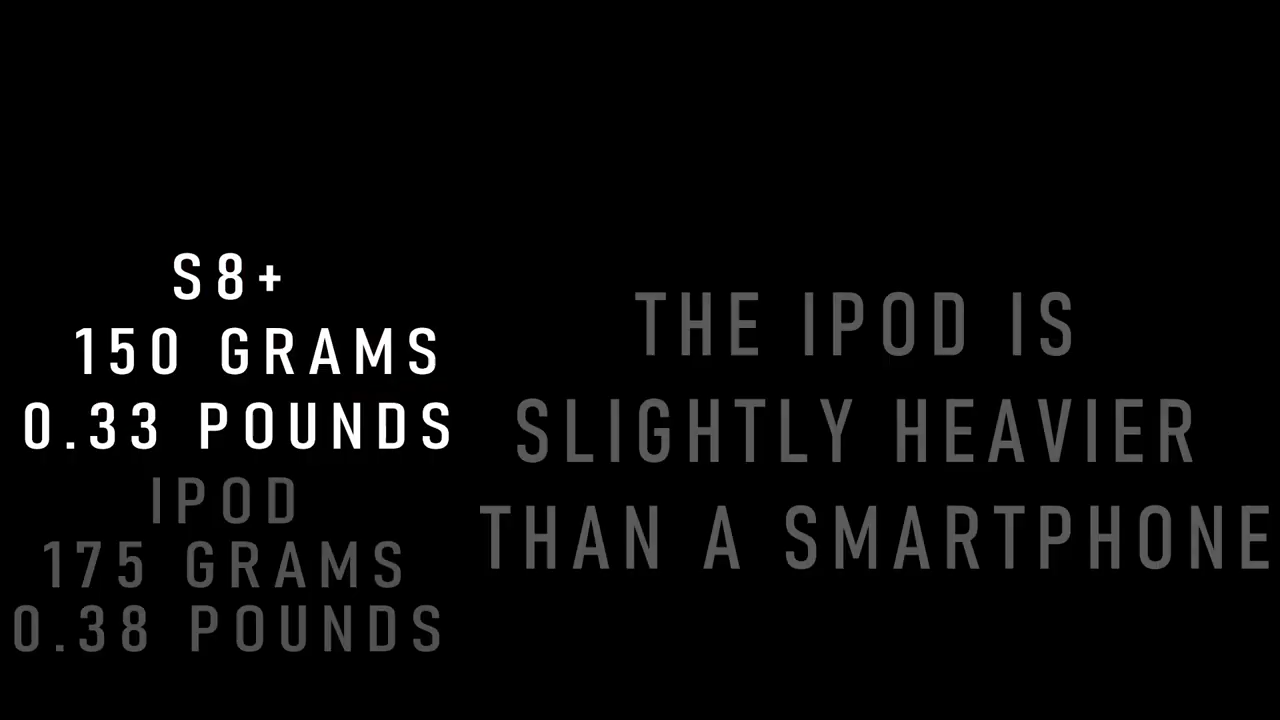 S8+
150 GRAMS
0.33 POUNDS
IPOD
175 GRAMS
0.38 POUNDS
THE IPOD IS
SLIGHTLY HEAVIER
THAN A SMARTPHONE